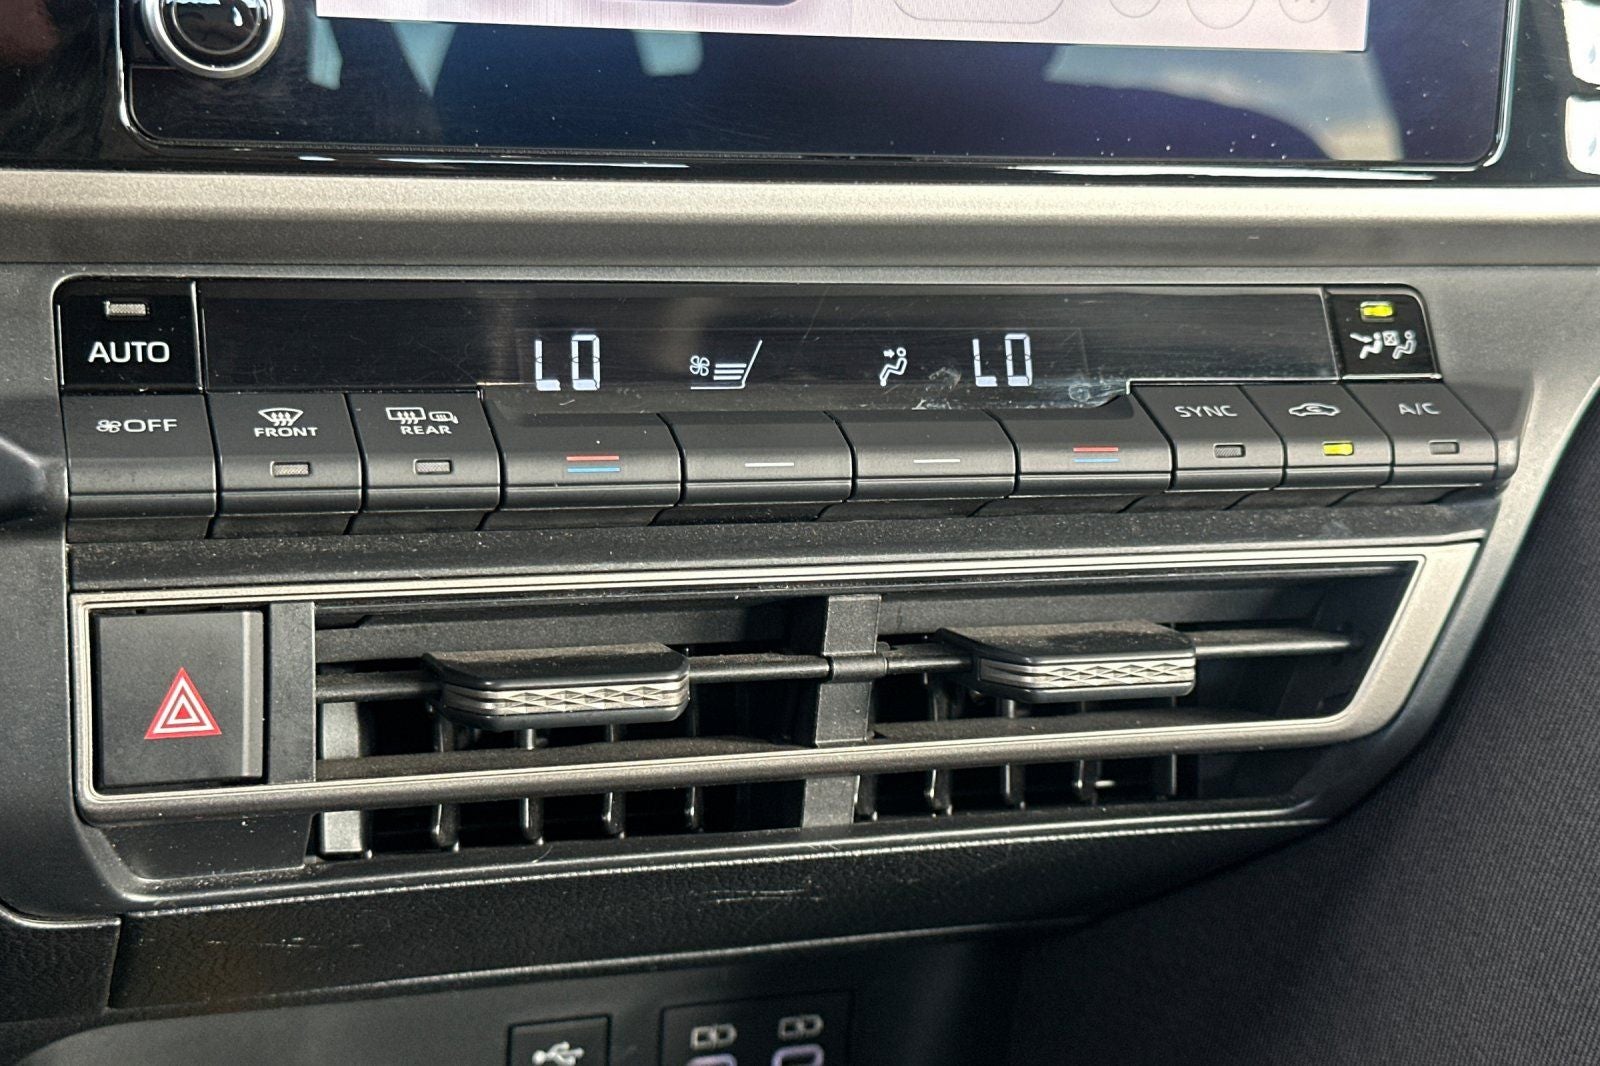 AUTO
LO
LO
OFF
FRONT
REAR
SYNC
A/C